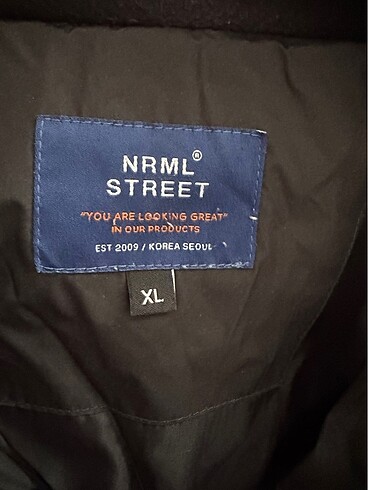 NRML®
STREET
"YOU ARE LOOKING GREAT"
IN OUR PRODUCTS
EST 2009 / KOREA SEOUL
XL